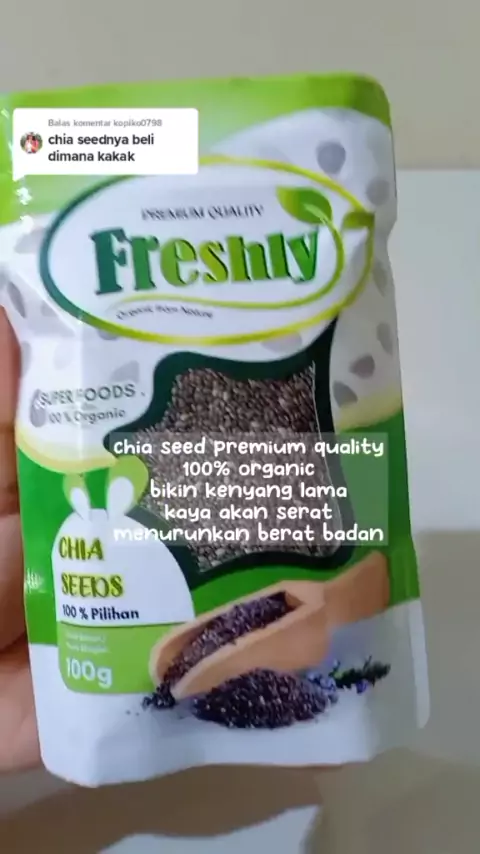 Balas komentar kopiko0798
chia seednya beli
dimana kakak
PREMIUM QUALITY
Freshly
Organic from Nature
SUPER FOODS
100% Organic
chia seed premium quality
100% organic
bikin kenyang lama
kaya akan serat
menurunkan berat badan
CHIA
SEEDS
100% Pilihan
100g